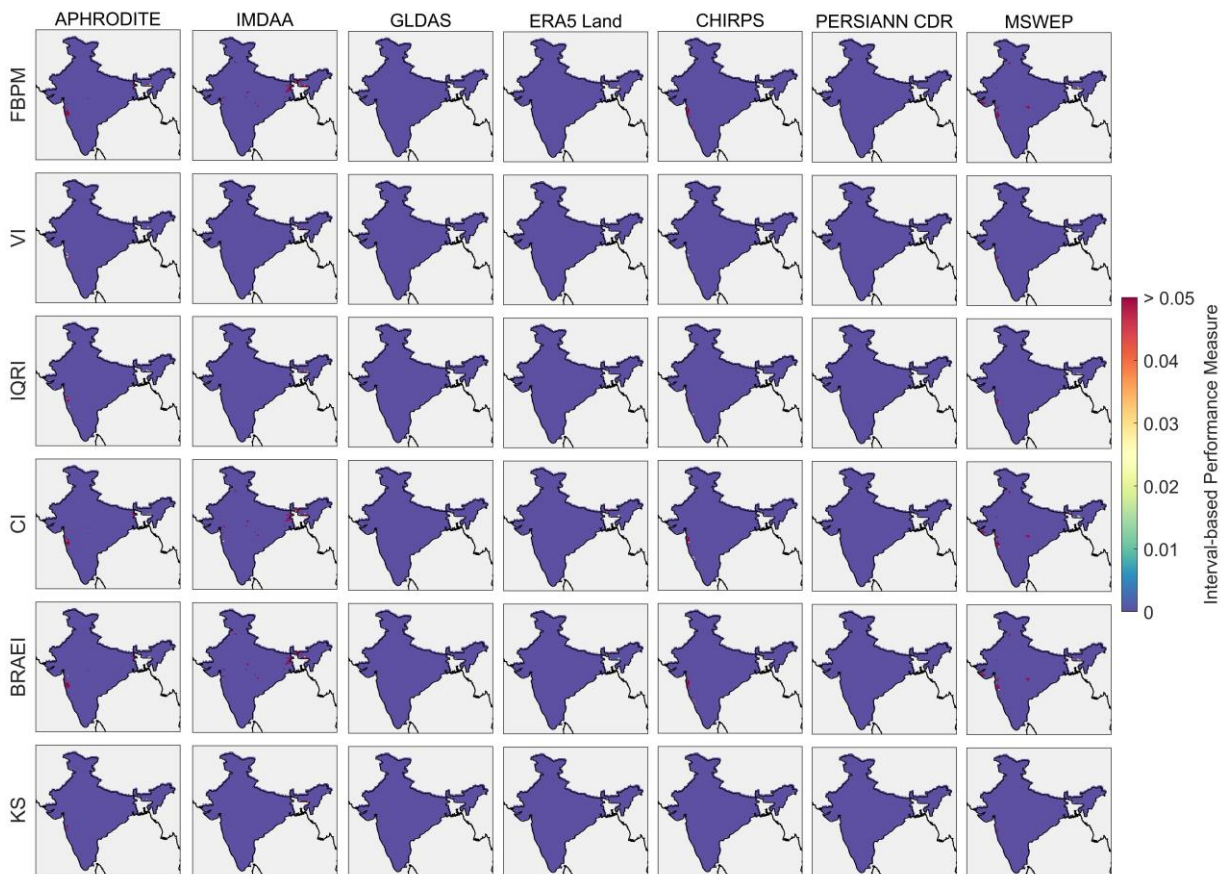 APHRODITE IMDAA GLDAS ERA5 Land CHIRPS PERSIANN CDR MSWEP
FBPM
VI
IQRI
CI
BRAEI
KS
> 0.05
0.04
0.03
0.02
0.01
0
Interval-based Performance Measure